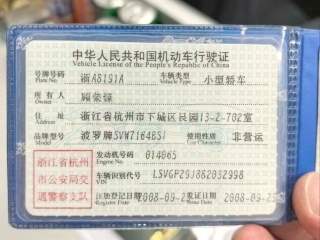 中华人民共和国机动车行驶证
Vehicle License of the People's Republic of China
号牌号码 浙A8191A 车辆类型 小型轿车
Plate No. Vehicle Type
所有人 顾荣
Owner
住址 浙江省杭州市下城区艮园13-2-702室
Address
品牌型号 波罗牌SVW7164BSi 使用性质 非营运
Model Use Character
浙江省杭州
市公安局交
通警察支队
发动机号码 014065
Engine No.
车辆识别代号 LSVGP29J882032998
VIN
注册登记日期 2008-09-2 发证日期 2008-09-25
Register Date Issue Date